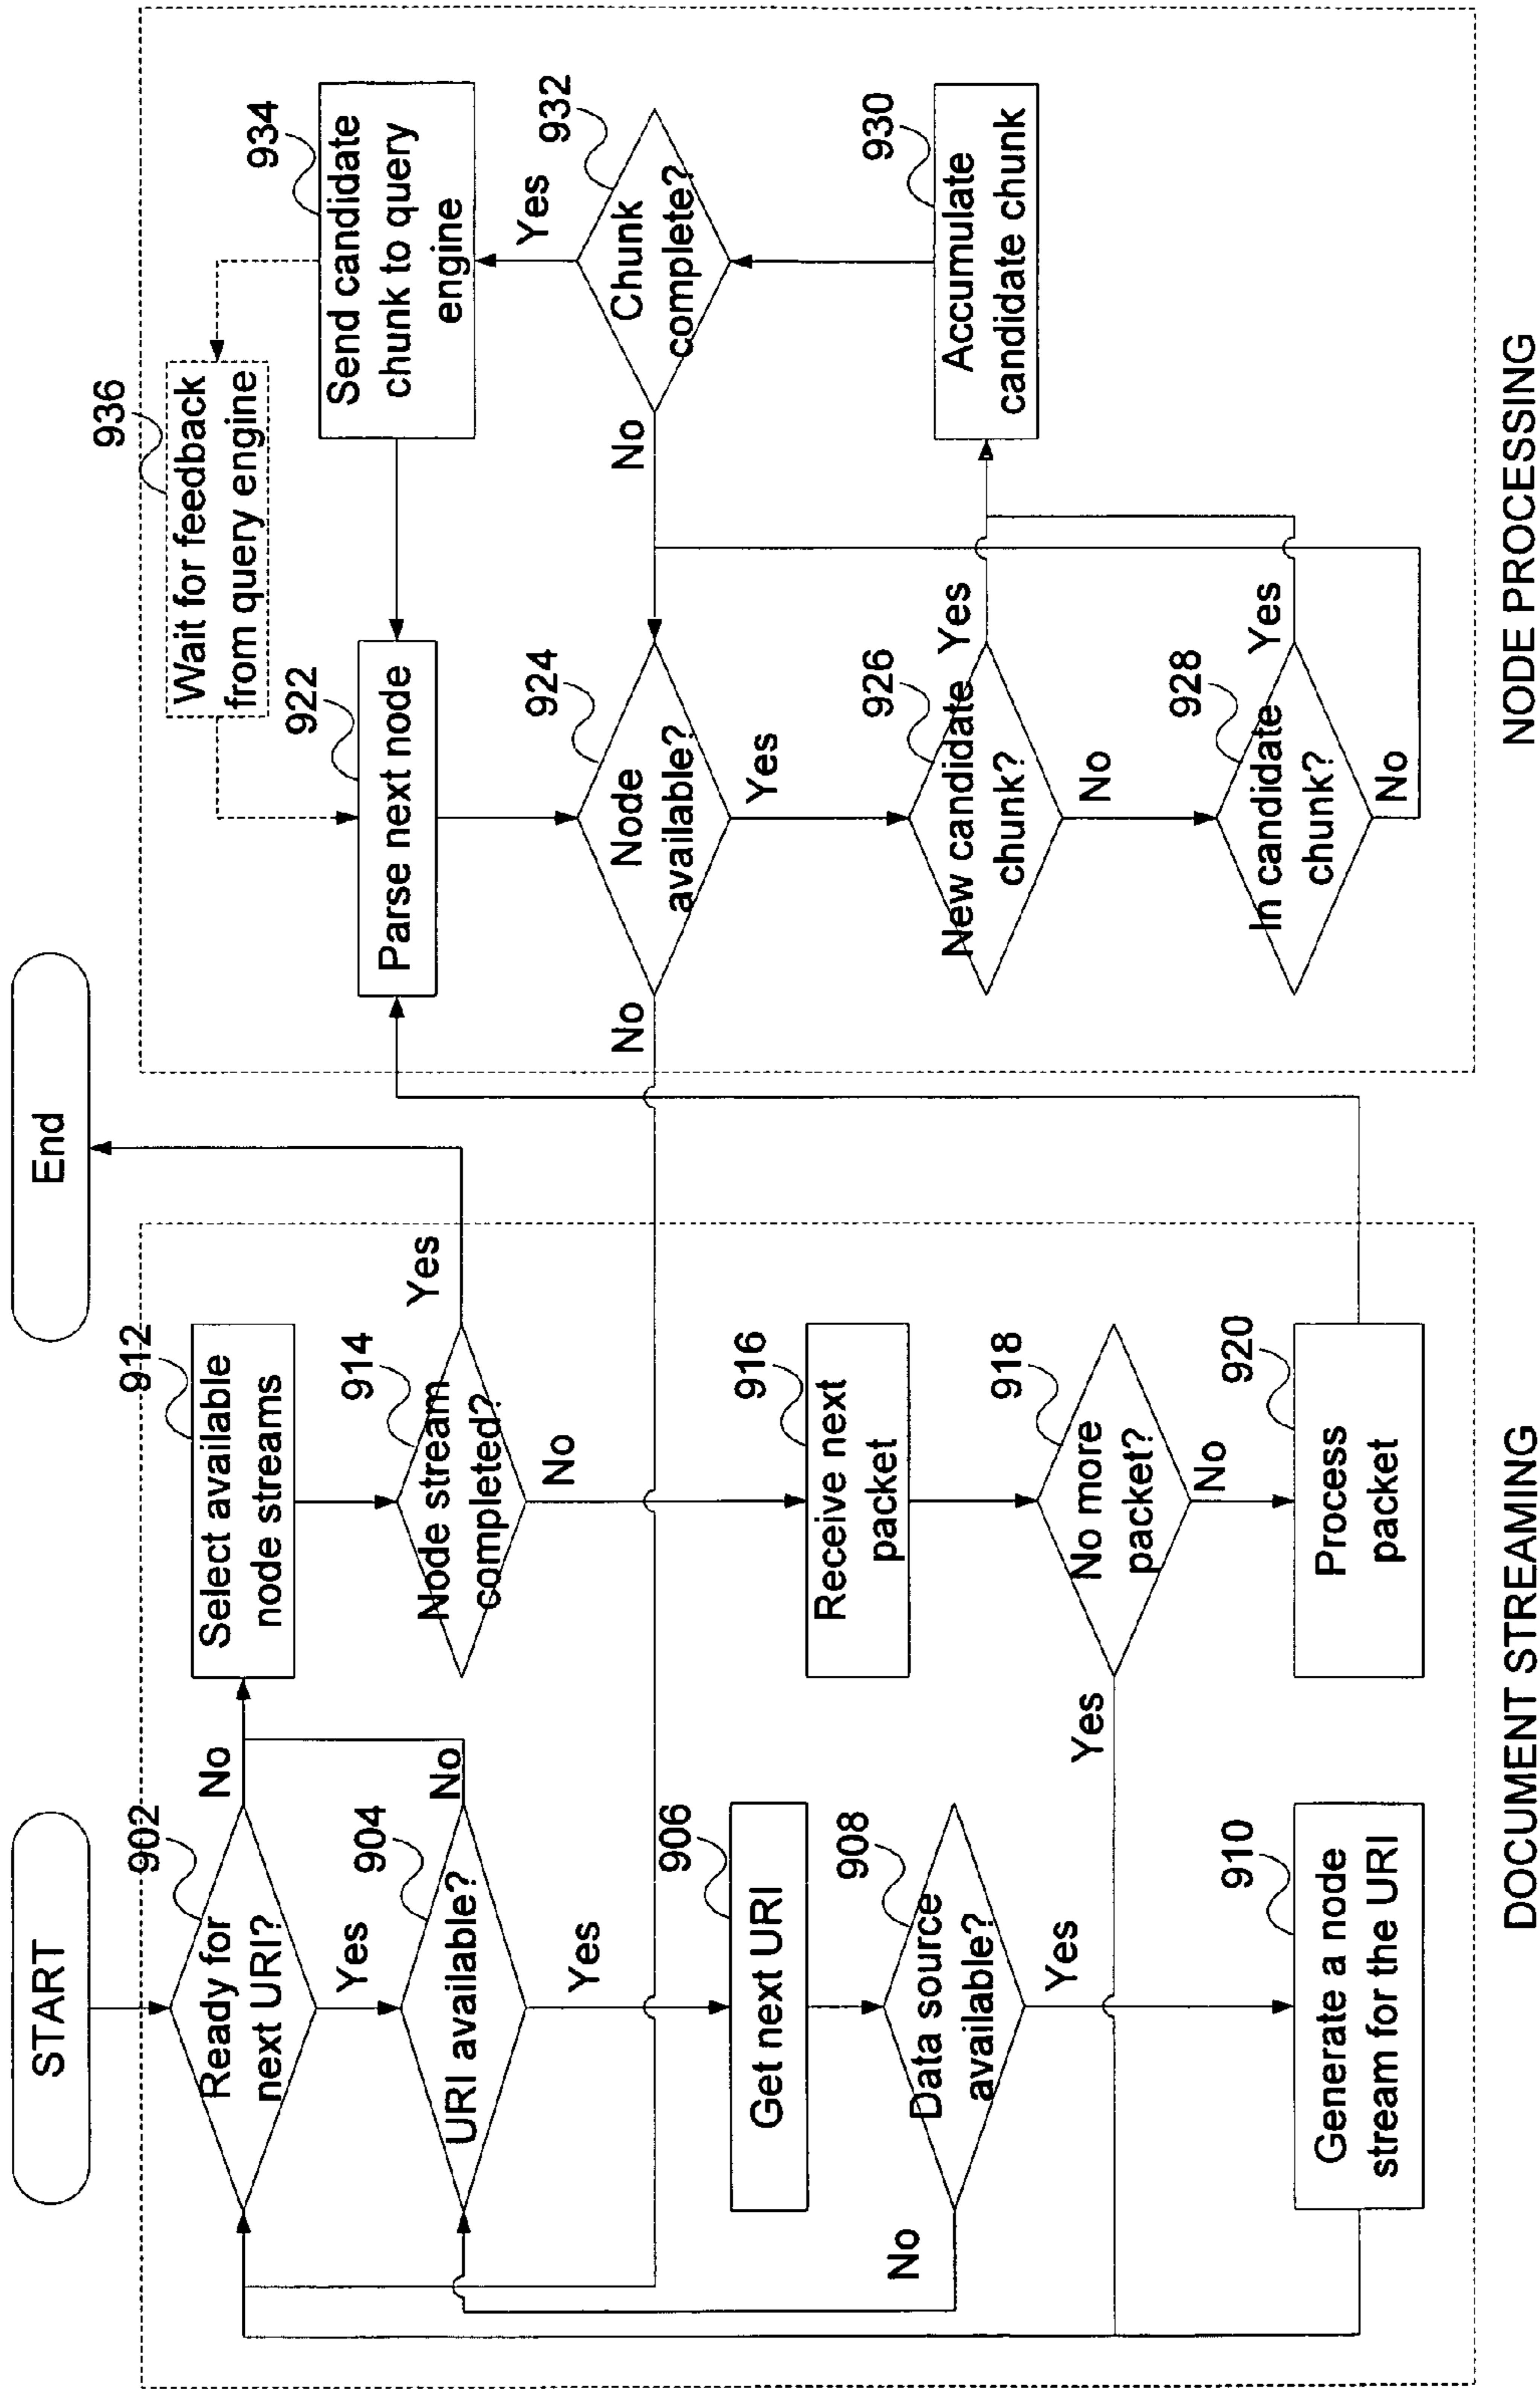 START
End
902
Ready for
next URI?
No
Yes
904
URI available?
No
Yes
906
Get next URI
908
Data source
available?
No
Yes
910
Generate a node
stream for the URI
912
Select available
node streams
914
Node stream
completed?
Yes
No
916
Receive next
packet
918
No more
packet?
Yes
No
920
Process
packet
DOCUMENT STREAMING
936
Wait for feedback
from query engine
922
Parse next node
924
Node
available?
No
Yes
926
New candidate
chunk?
Yes
No
928
In candidate
chunk?
Yes
No
934
Send candidate
chunk to query
engine
932
Chunk
complete?
Yes
No
930
Accumulate
candidate chunk
NODE PROCESSING